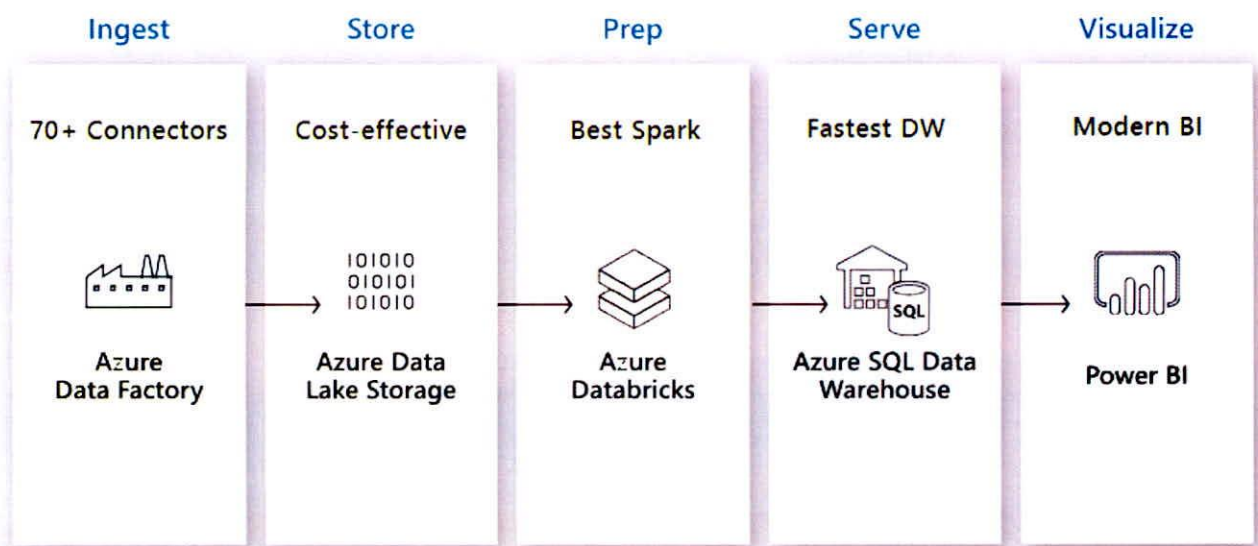 Ingest
Store
Prep
Serve
Visualize
70+ Connectors
Cost-effective
Best Spark
Fastest DW
Modern BI
101010
010101
101010
SQL
Azure
Data Factory
Azure Data
Lake Storage
Azure
Databricks
Azure SQL Data
Warehouse
Power BI